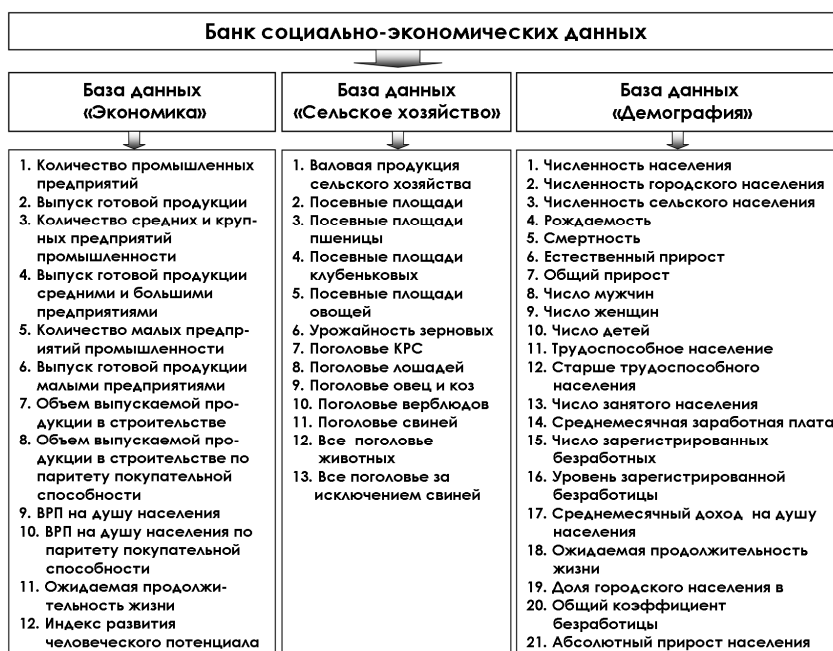 Банк социально-экономических данных
База данных
«Экономика»
1. Количество промышленных
предприятий
2. Выпуск готовой продукции
3. Количество средних и круп-
ных предприятий
промышленности
4. Выпуск готовой продукции
средними и большими
предприятиями
5. Количество малых предпр-
иятий промышленности
6. Выпуск готовой продукции
малыми предприятиями
7. Объем выпускаемой про-
дукции в строительстве
8. Объем выпускаемой про-
дукции в строительстве по
паритету покупательной
способности
9. ВРП на душу населения
10. ВРП на душу населения по
паритету покупательной
способности
11. Ожидаемая продолжи-
тельность жизни
12. Индекс развития
человеческого потенциала
База данных
«Сельское хозяйство»
1. Валовая продукция
сельского хозяйства
2. Посевные площади
3. Посевные площади
пшеницы
4. Посевные площади
клубеньковых
5. Посевные площади
овощей
6. Урожайность зерновых
7. Поголовье КРС
8. Поголовье лошадей
9. Поголовье овец и коз
10. Поголовье верблюдов
11. Поголовье свиней
12. Все поголовье
животных
13. Все поголовье за
исключением свиней
База данных
«Демография»
1. Численность населения
2. Численность городского населения
3. Численность сельского населения
4. Рождаемость
5. Смертность
6. Естественный прирост
7. Общий прирост
8. Число мужчин
9. Число женщин
10. Число детей
11. Трудоспособное население
12. Старше трудоспособного
населения
13. Число занятого населения
14. Среднемесячная заработная плата
15. Число зарегистрированных
безработных
16. Уровень зарегистрированной
безработицы
17. Среднемесячный доход на душу
населения
18. Ожидаемая продолжительность
жизни
19. Доля городского населения в
20. Общий коэффициент
безработицы
21. Абсолютный прирост населения